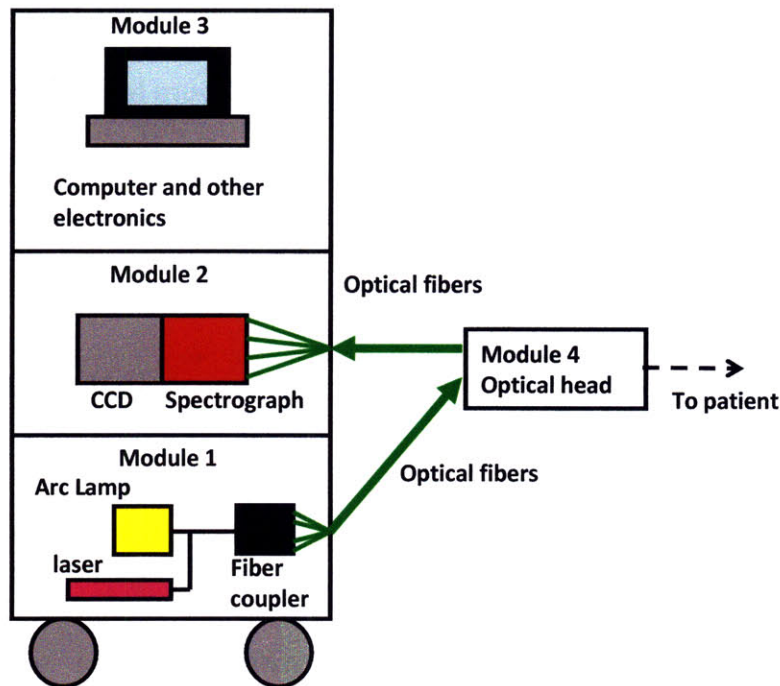 Module 3
Computer and other
electronics
Module 2
Optical fibers
CCD
Spectrograph
Module 4
Optical head
To patient
Module 1
Optical fibers
Arc Lamp
laser
Fiber
coupler